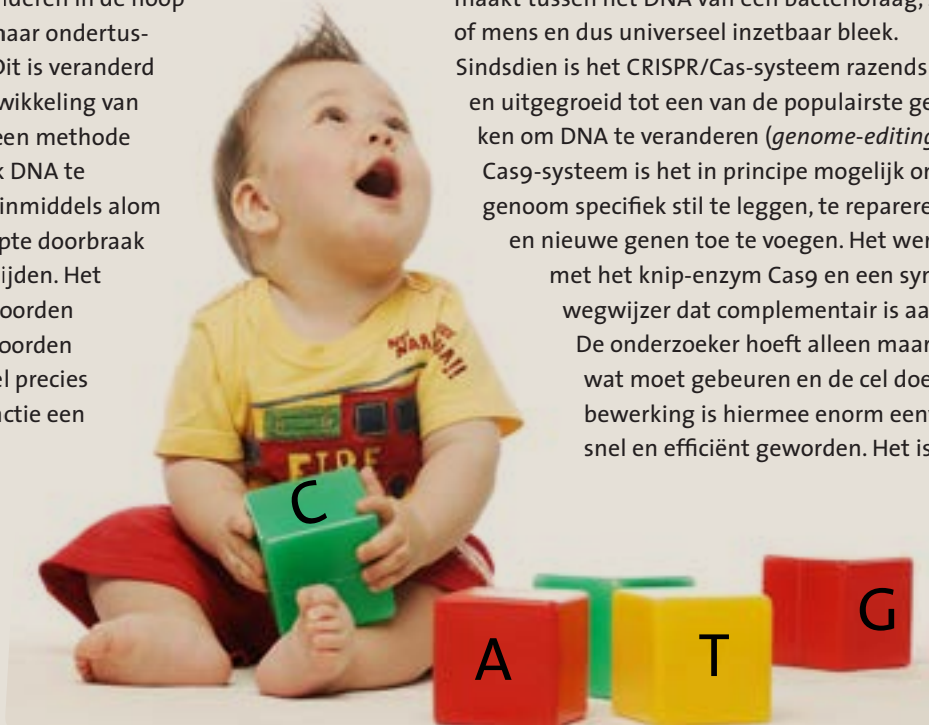 nderen in de hoop
naar ondertus-
Dit is veranderd
wikkeling van
een methode
k DNA te
inmiddels alom
pte doorbraak
ijden. Het
oorden
oorden
el precies
nctie een
maakt tussen het DNA van een bacteriofaag,
of mens en dus universeel inzetbaar bleek.
Sindsdien is het CRISPR/Cas-systeem razends
en uitgegroeid tot een van de populairste ge
ken om DNA te veranderen (genome-editing
Cas9-systeem is het in principe mogelijk o
genoom specifiek stil te leggen, te reparere
en nieuwe genen toe te voegen. Het wer
met het knip-enzym Cas9 en een syn
wegwijzer dat complementair is aa
De onderzoeker hoeft alleen maar
wat moet gebeuren en de cel doe
bewerking is hiermee enorm een
snel en efficiënt geworden. Het is
FIRE
C
A
T
G